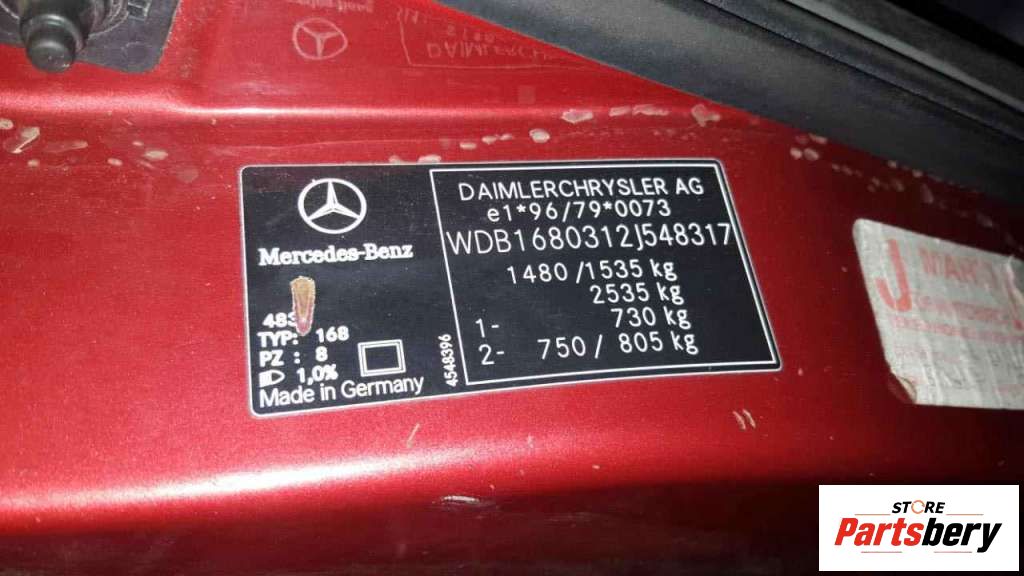 Mercedes-Benz
TYP: 168
PZ : 8
1,0%
Made in Germany
4548396
DAIMLERCHRYSLER AG
e1*96/79*0073
WDB1680312J548317
1480/1535 kg
2535 kg
1- 730 kg
2- 750/ 805 kg
J
STORE
Partsbery